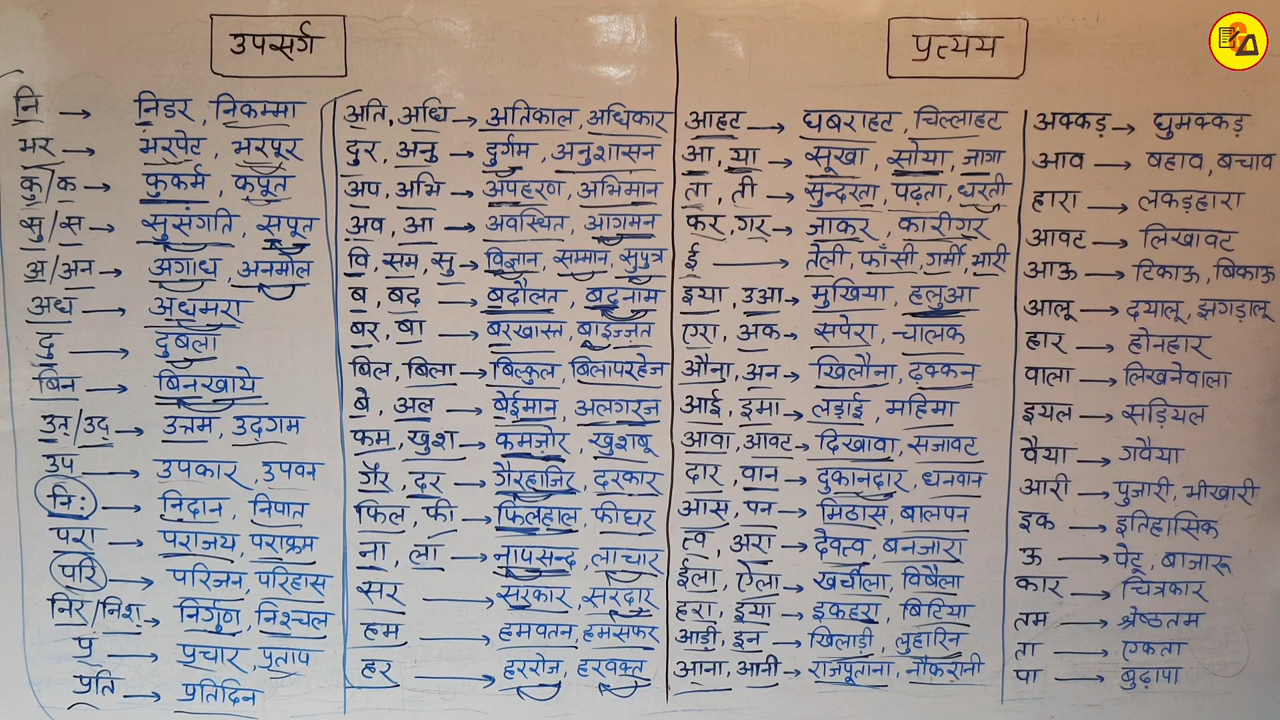 उपसर्ग
नि → निडर, निकम्मा
भर → भरपेट, भरपूर
कु/क → कुकर्म, कपूत
सु/स → सुसंगति, सपूत
अ/अन → अगाध, अनमोल
अध → अधमरा
दु → दुबला
बिन → बिनखाये
उत्/उद् → उत्तम, उद्गम
उप → उपकार, उपवन
नि: → निदान, निपात
परा → पराजय, पराक्रम
परि → परिजन, परिहास
निर/निश् → निर्गुण, निश्चल
प्र → प्रचार, प्रताप
प्रति → प्रतिदिन
अति, अधि → अतिकाल, अधिकार
दुर, अनु → दुर्गम, अनुशासन
अप, अभि → अपहरण, अभिमान
अव, आ → अवस्थित, आगमन
वि, सम, सु → विज्ञान, सम्मान, सुपुत्र
ब, बद → बदौलत, बदनाम
बर, बा → बरखास्त, बाइज्जत
बिल, बिला → बिल्कुल, बिलापरहेज
बे, अल → बेईमान, अलगरज
कम, खुश → कमज़ोर, खुशबू
गैर, दर → गैरहाजिर, दरकार
फिल, फी → फिलहाल, फीघर
ना, ला → नापसन्द, लाचार
सर → सरकार, सरदार
हम → हमवतन, हमसफर
हर → हररोज, हरवक्त
प्रत्यय
आहट → घबराहट, चिल्लाहट
आ, या → सूखा, सोया, जागा
ता, ती → सुन्दरता, पढ़ता, धरती
कर, गर → जाकर, कारीगर
ई → तेली, फाँसी, गर्मी, भारी
इया, उआ → मुखिया, हलुआ
एरा, अक → सपेरा, चालक
औना, अन → खिलौना, ढ़क्कन
आई, इमा → लड़ाई, महिमा
आवा, आवट → दिखावा, सजावट
दार, वान → दुकानदार, धनवान
आस, पन → मिठास, बालपन
त्व, अरा → देवत्व, बनजारा
ईला, ऐला → खर्चीला, विषैला
हरा, इया → इकहरा, बिटिया
आड़ी, इन → खिलाड़ी, लुहारिन
आना, आनी → राजपूताना, नौकरानी
अक्कड़ → घुमक्कड़
आव → बहाव, बचाव
हारा → लकड़हारा
आवट → लिखावट
आऊ → टिकाऊ, बिकाऊ
आलू → दयालू, झगड़ालू
हार → होनहार
वाला → लिखनेवाला
इयल → सड़ियल
वैया → गवैया
आरी → पुजारी, भीखारी
इक → इतिहासिक
ऊ → पेटू, बाजारू
कार → चित्रकार
तम → श्रेष्ठतम
ता → एकता
पा → बुढ़ापा